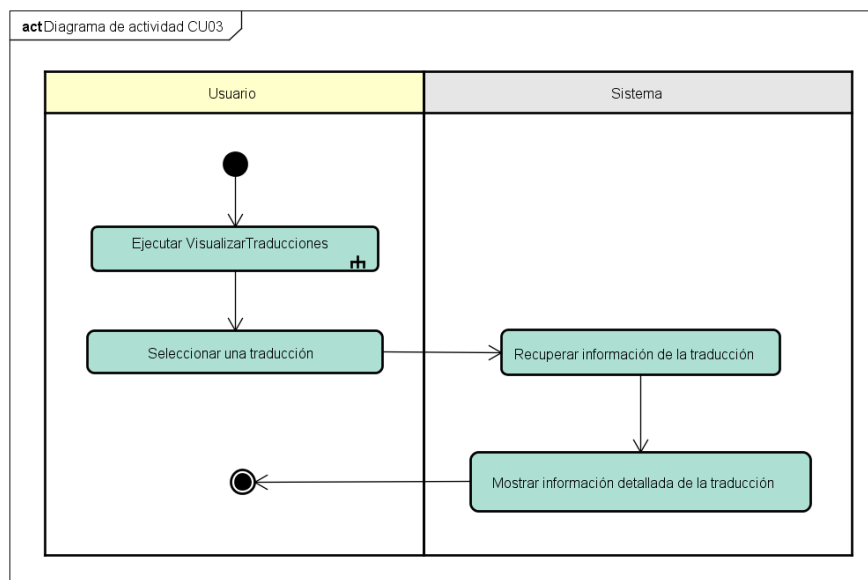 act Diagrama de actividad CU03
Usuario
Sistema
Ejecutar VisualizarTraducciones
Seleccionar una traducción
Recuperar información de la traducción
Mostrar información detallada de la traducción